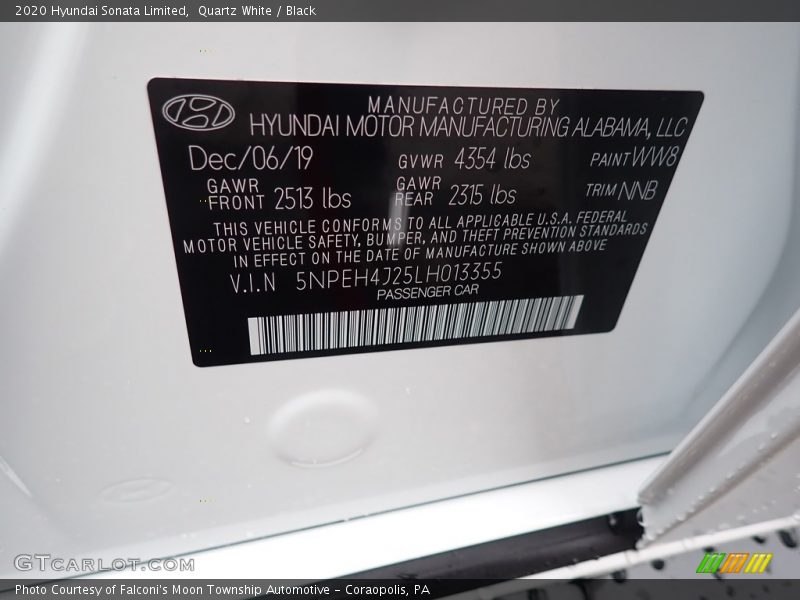 2020 Hyundai Sonata Limited,  Quartz White / Black
MANUFACTURED BY
HYUNDAI MOTOR MANUFACTURING ALABAMA, LLC
Dec/06/19 GVWR 4354 lbs PAINT WW8
GAWR FRONT 2513 lbs GAWR REAR 2315 lbs TRIM NNB
THIS VEHICLE CONFORMS TO ALL APPLICABLE U.S.A. FEDERAL
MOTOR VEHICLE SAFETY, BUMPER, AND THEFT PREVENTION STANDARDS
IN EFFECT ON THE DATE OF MANUFACTURE SHOWN ABOVE
V.I.N 5NPEH4J25LH013355
PASSENGER CAR
GTCARLOT.COM
Photo Courtesy of Falconi's Moon Township Automotive - Coraopolis, PA